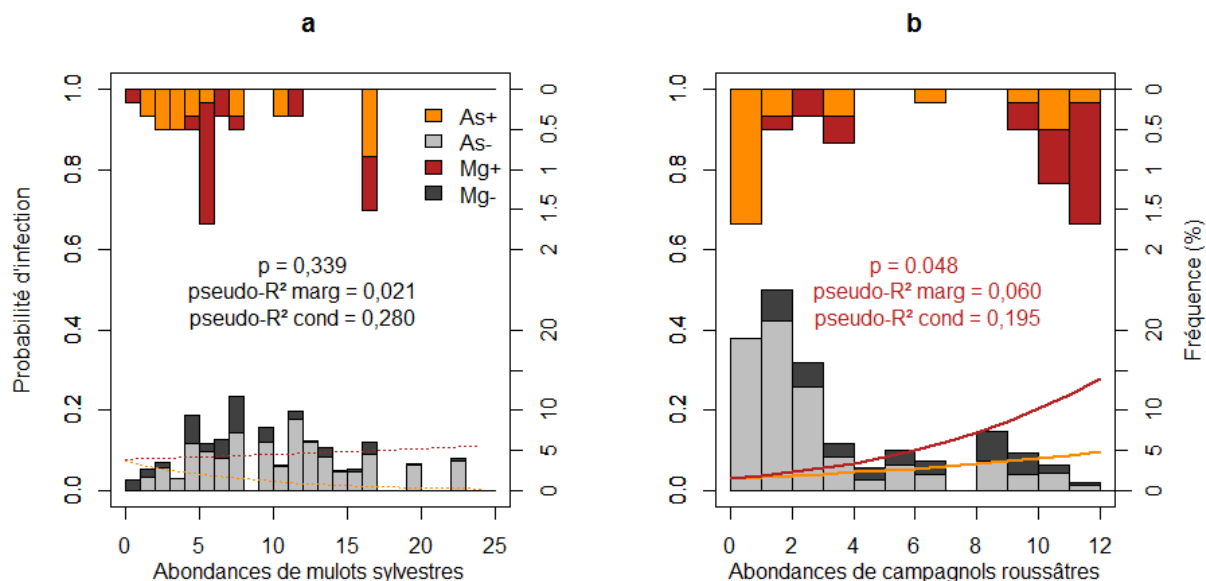 a
b
Probabilité d'infection
1.0
0.8
0.6
0.4
0.2
0.0
0
0.5
1
1.5
2
20
10
5
0
As+
As-
Mg+
Mg-
p = 0,339
pseudo-R² marg = 0,021
pseudo-R² cond = 0,280
0 5 10 15 20 25
Abondances de mulots sylvestres
1.0
0.8
0.6
0.4
0.2
0.0
p = 0.048
pseudo-R² marg = 0,060
pseudo-R² cond = 0,195
0
0.5
1
1.5
2
20
10
5
0
Fréquence (%)
0 2 4 6 8 10 12
Abondances de campagnols roussâtres